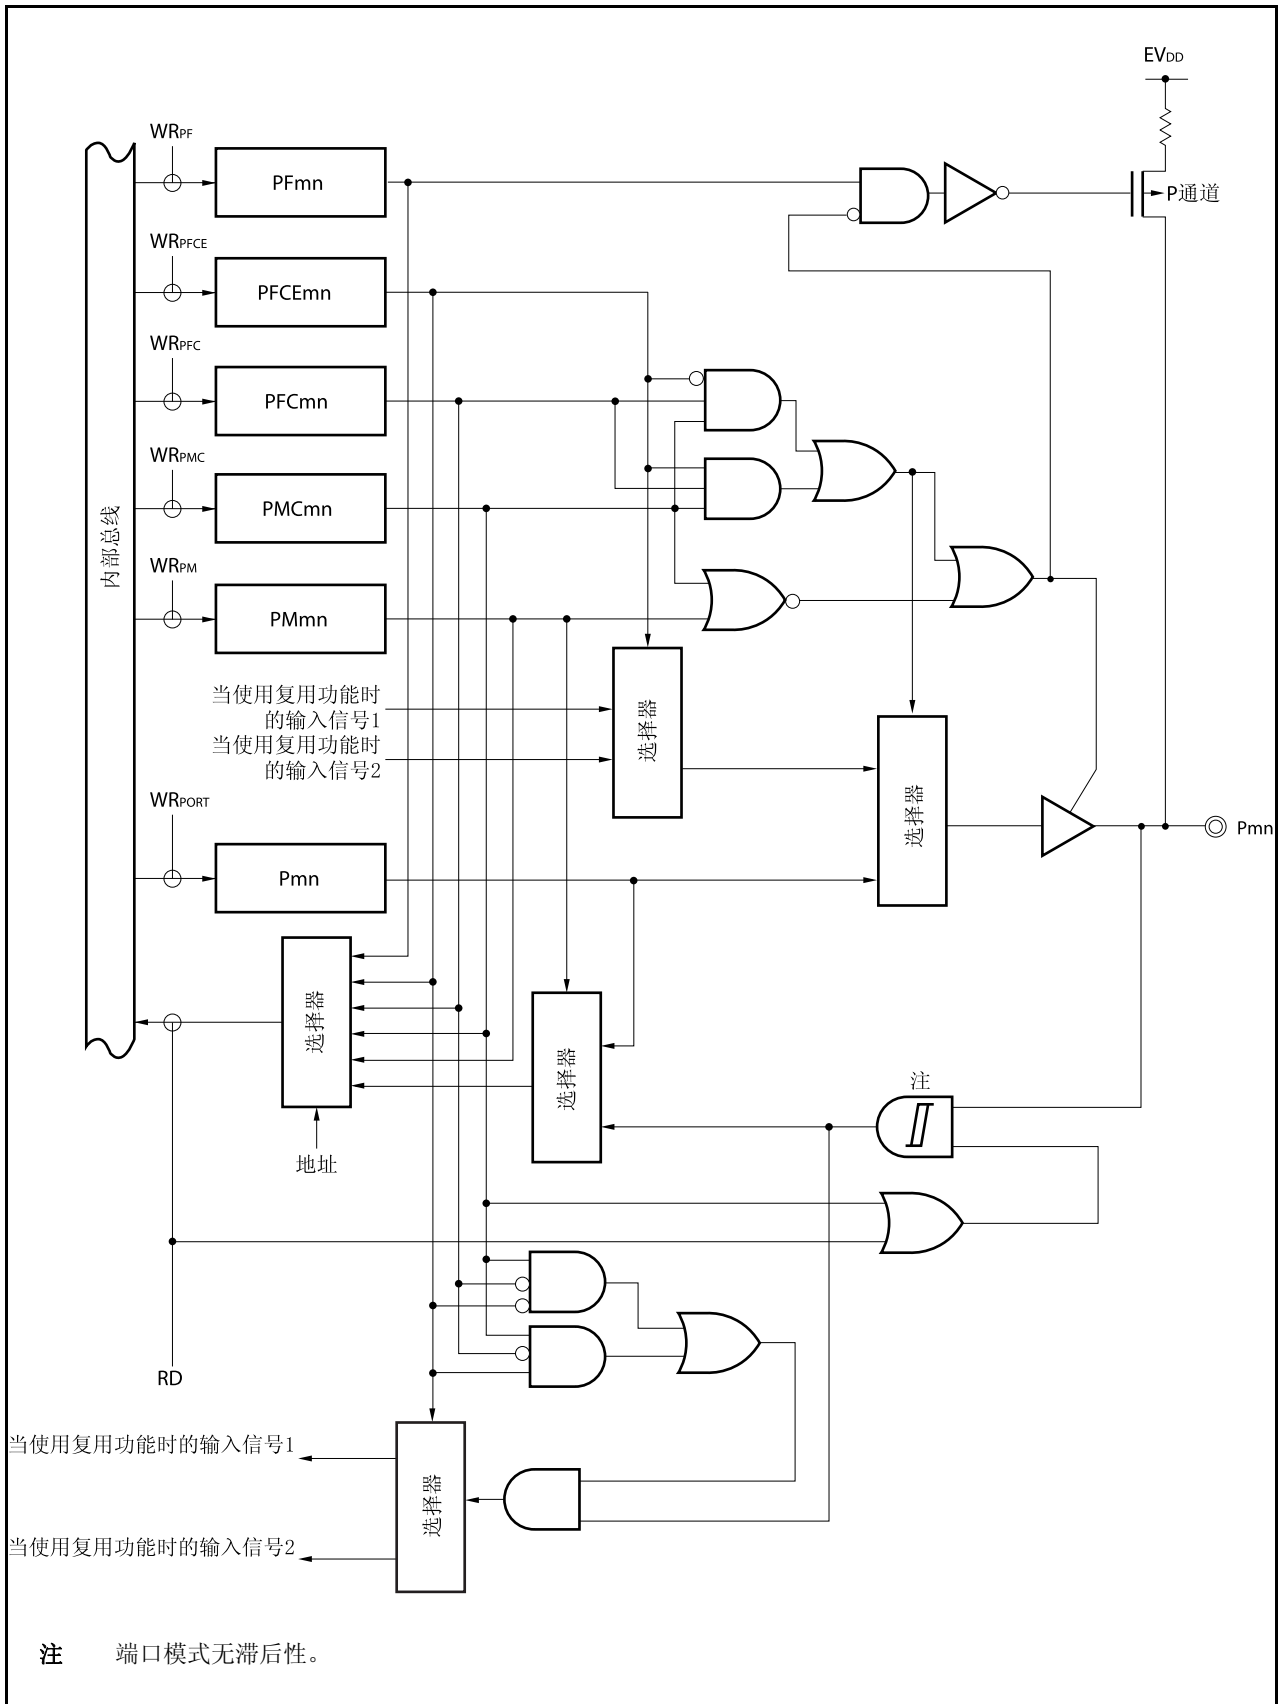 EVDD
WRPF
PFmn
P通道
WRPFCE
PFCEmn
WRPFC
PFCmn
WRPMC
PMCmn
内部总线
WRPM
PMmn
当使用复用功能时
的输入信号1
当使用复用功能时
的输入信号2
选择器
选择器
WRPORT
Pmn
Pmn
选择器
选择器
注
地址
RD
当使用复用功能时的输入信号1
选择器
当使用复用功能时的输入信号2
注 端口模式无滞后性。